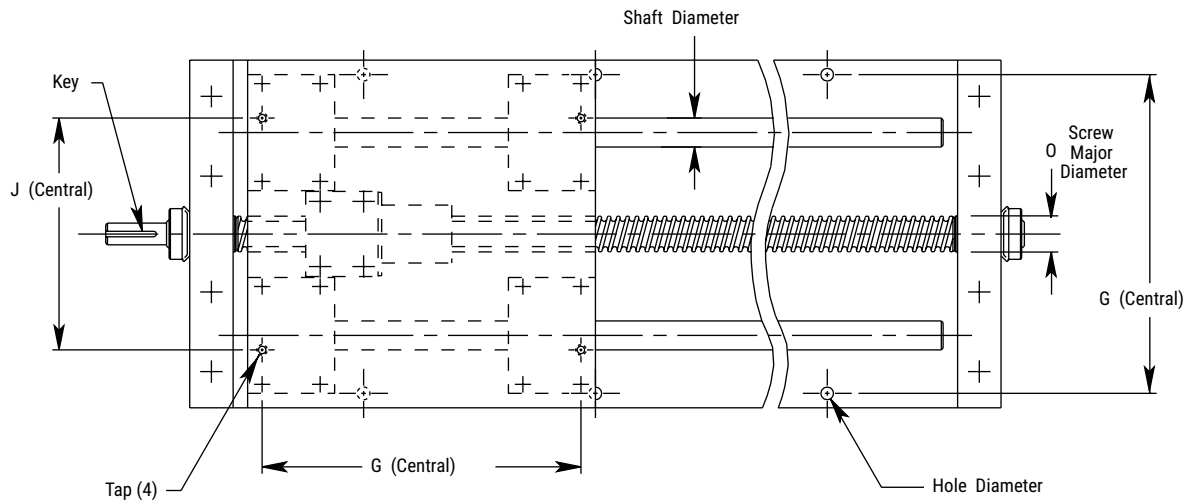 Shaft Diameter
Key
J (Central)
O
Screw
Major
Diameter
G (Central)
G (Central)
Tap (4)
Hole Diameter